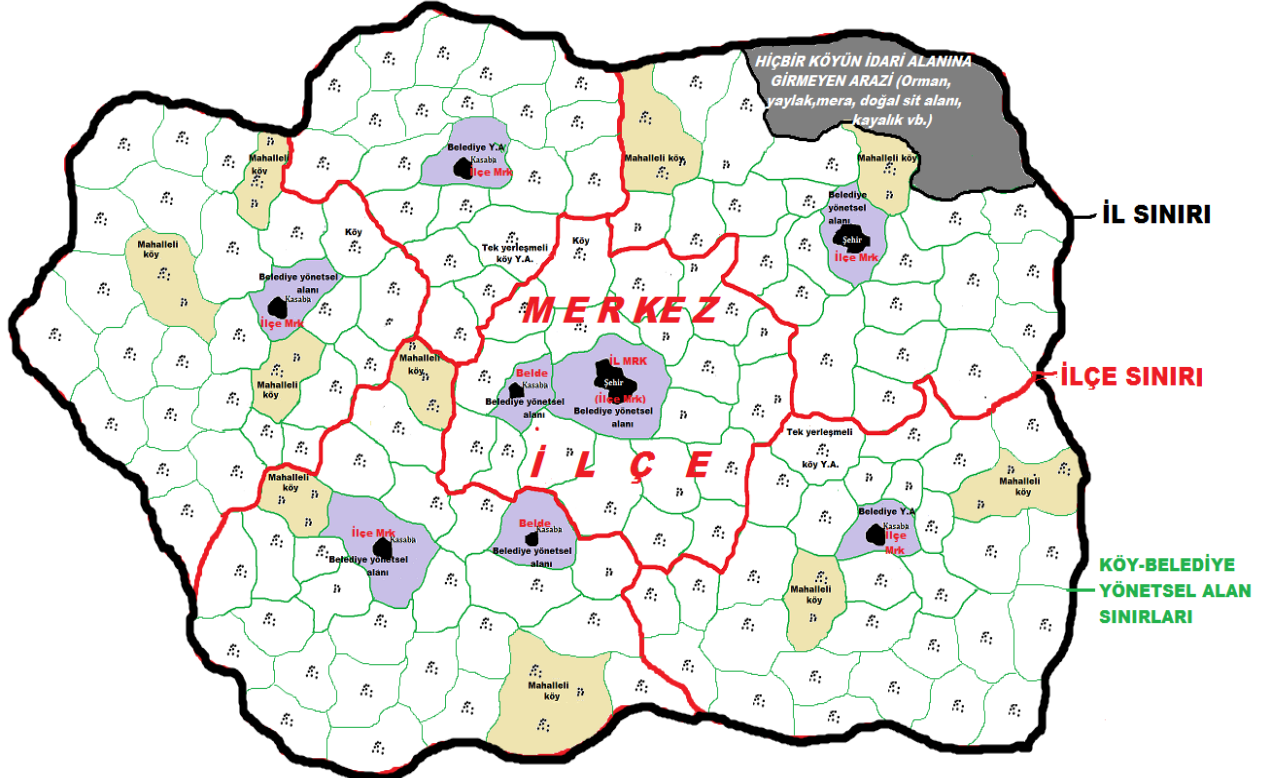 HİÇBİR KÖYÜN İDARİ ALANINA
GİRMEYEN ARAZİ (Orman,
yaylak,mera, doğal sit alanı,
kayalık vb.)
Belediye Y.A
Kasaba
İlçe Mrk
Mahalleli
köy
Mahalleli köy
Mahalleli köy
Belediye
yönetsel
alanı
Şehir
İlçe Mrk
İL SINIRI
Köy
Mahalleli
köy
Tek yerleşmeli
köy Y.A.
Köy
Belediye yönetsel
alanı
Kasaba
İlçe Mrk
MERKEZ
Mahalleli
köy
Mahalleli
köy
Belde
Kasaba
Belediye yönetsel
alanı
İL MRK
Şehir
(İlçe Mrk)
Belediye yönetsel
alanı
İLÇE SINIRI
İLÇE
Tek yerleşmeli
köy Y.A.
Mahalleli
köy
Mahalleli
köy
İlçe Mrk
Kasaba
Belediye yönetsel
alanı
Belde
Kasaba
Belediye yönetsel
alanı
Belediye Y.A
Kasaba
İlçe
Mrk
Mahalleli
köy
KÖY-BELEDİYE
YÖNETSEL ALAN
SINIRLARI
Mahalleli
köy